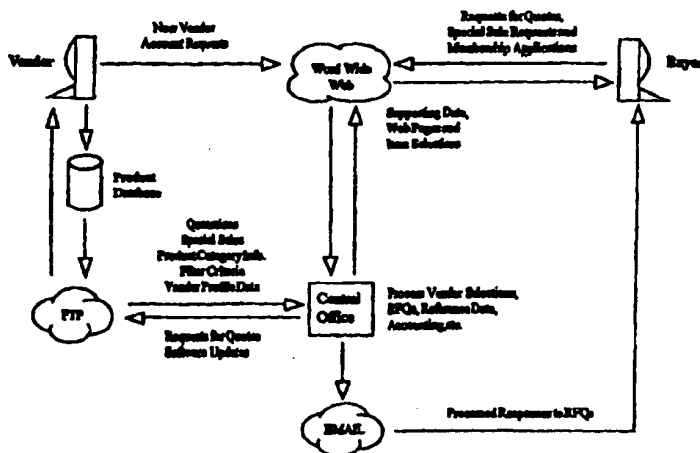 New Vendor
Account Requests
Requests for Quotes,
Special Sale Requests and
Membership Applications
Vendor
Word Wide
Web
Buyer
Supporting Data,
Web Pages and
Item Selections
Product
Database
Quotations
Special Sales
Product Category Info.
Filter Criteria
Vendor Profile Data
FTP
Central
Office
Process Vendor Selections,
RFQs, Reference Data,
Accounting, etc.
Requests for Quotes
Software Updates
EMAIL
Processed Responses to RFQs